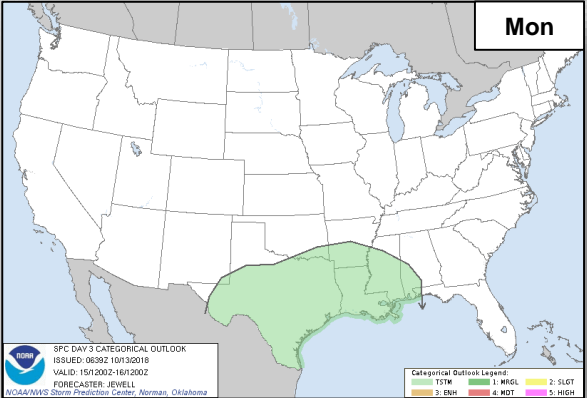 Mon
SPC DAY 3 CATEGORICAL OUTLOOK
ISSUED: 0639Z 10/13/2018
VALID: 15/1200Z-16/1200Z
FORECASTER: JEWELL
NOAA/NWS Storm Prediction Center, Norman, Oklahoma
NOAA
Categorical Outlook Legend:
TSTM 1: MRGL 2: SLGT
3: ENH 4: MDT 5: HIGH